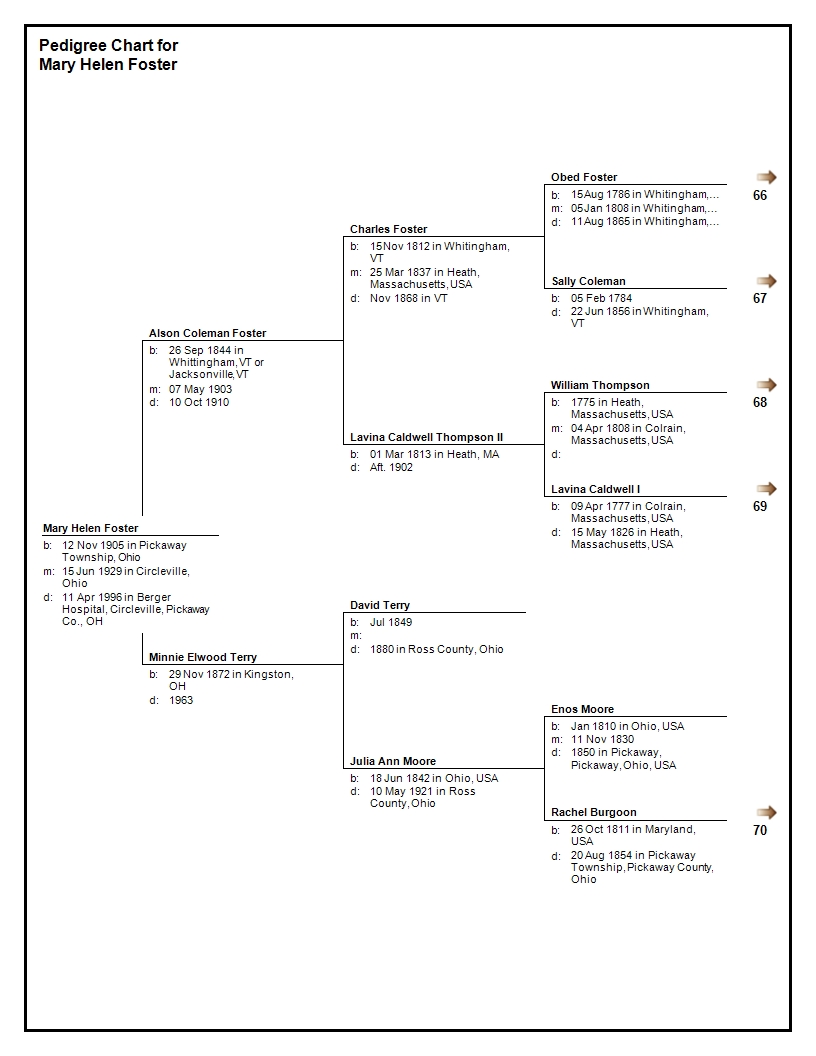 Pedigree Chart for
Mary Helen Foster
Obed Foster
b: 15 Aug 1786 in Whitingham,...
m: 05 Jan 1808 in Whitingham,...
d: 11 Aug 1865 in Whitingham,...
66
Charles Foster
b: 15 Nov 1812 in Whitingham,
VT
m: 25 Mar 1837 in Heath,
Massachusetts, USA
d: Nov 1868 in VT
Sally Coleman
b: 05 Feb 1784
d: 22 Jun 1856 in Whitingham,
VT
67
Alson Coleman Foster
b: 26 Sep 1844 in
Whittingham, VT or
Jacksonville, VT
m: 07 May 1903
d: 10 Oct 1910
William Thompson
b: 1775 in Heath,
Massachusetts, USA
m: 04 Apr 1808 in Colrain,
Massachusetts, USA
d:
68
Lavina Caldwell Thompson II
b: 01 Mar 1813 in Heath, MA
d: Aft. 1902
Lavina Caldwell I
b: 09 Apr 1777 in Colrain,
Massachusetts, USA
d: 15 May 1826 in Heath,
Massachusetts, USA
69
Mary Helen Foster
b: 12 Nov 1905 in Pickaway
Township, Ohio
m: 15 Jun 1929 in Circleville,
Ohio
d: 11 Apr 1996 in Berger
Hospital, Circleville, Pickaway
Co., OH
David Terry
b: Jul 1849
m:
d: 1880 in Ross County, Ohio
Minnie Elwood Terry
b: 29 Nov 1872 in Kingston,
OH
d: 1963
Enos Moore
b: Jan 1810 in Ohio, USA
m: 11 Nov 1830
d: 1850 in Pickaway,
Pickaway, Ohio, USA
Julia Ann Moore
b: 18 Jun 1842 in Ohio, USA
d: 10 May 1921 in Ross
County, Ohio
Rachel Burgoon
b: 26 Oct 1811 in Maryland,
USA
d: 20 Aug 1854 in Pickaway
Township, Pickaway County,
Ohio
70